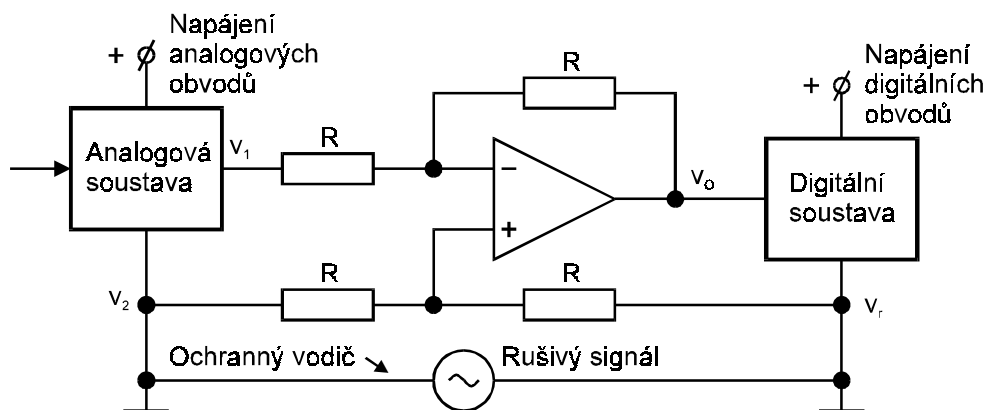 +
Napájení
analogových
obvodů
R
+
Napájení
digitálních
obvodů
Analogová
soustava
v1
R
−
+
vo
Digitální
soustava
v2
R
R
vr
Ochranný vodič
Rušivý signál